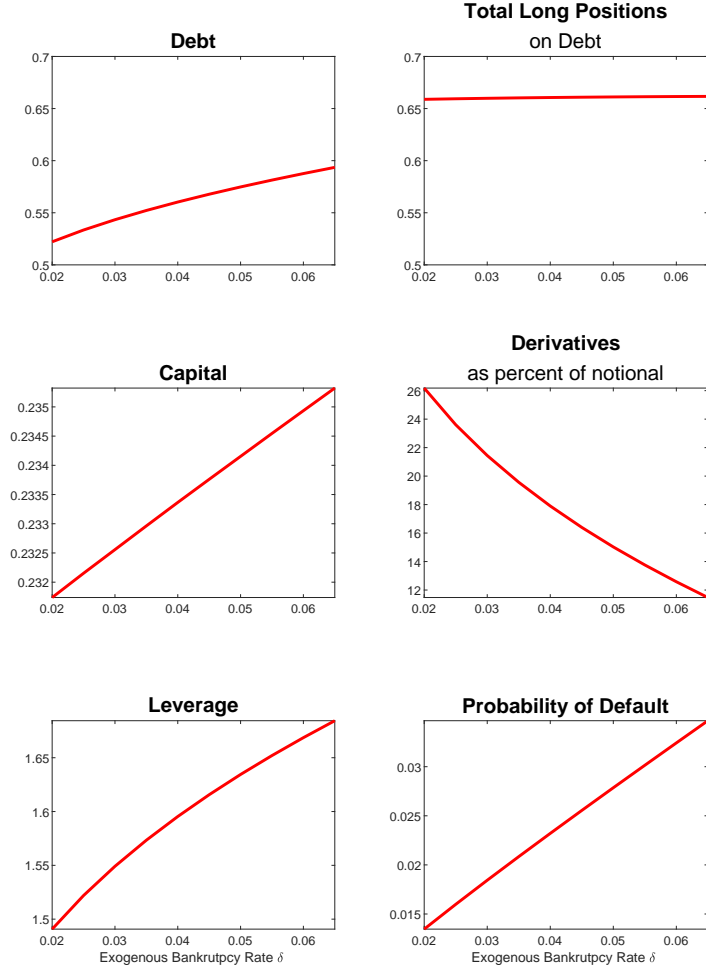 Debt
0.7
0.65
0.6
0.55
0.5
0.02 0.03 0.04 0.05 0.06
Total Long Positions
on Debt
0.7
0.65
0.6
0.55
0.5
0.02 0.03 0.04 0.05 0.06
Capital
0.235
0.2345
0.234
0.2335
0.233
0.2325
0.232
0.02 0.03 0.04 0.05 0.06
Derivatives
as percent of notional
26
24
22
20
18
16
14
12
0.02 0.03 0.04 0.05 0.06
Leverage
1.65
1.6
1.55
1.5
0.02 0.03 0.04 0.05 0.06
Exogenous Bankrutpcy Rate δ
Probability of Default
0.03
0.025
0.02
0.015
0.02 0.03 0.04 0.05 0.06
Exogenous Bankrutpcy Rate δ